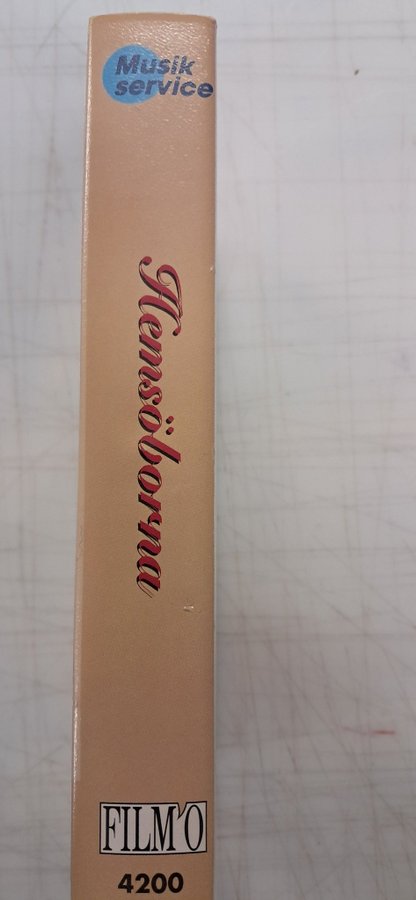 Musik
service
Hemsöborna
FILM'O
4200